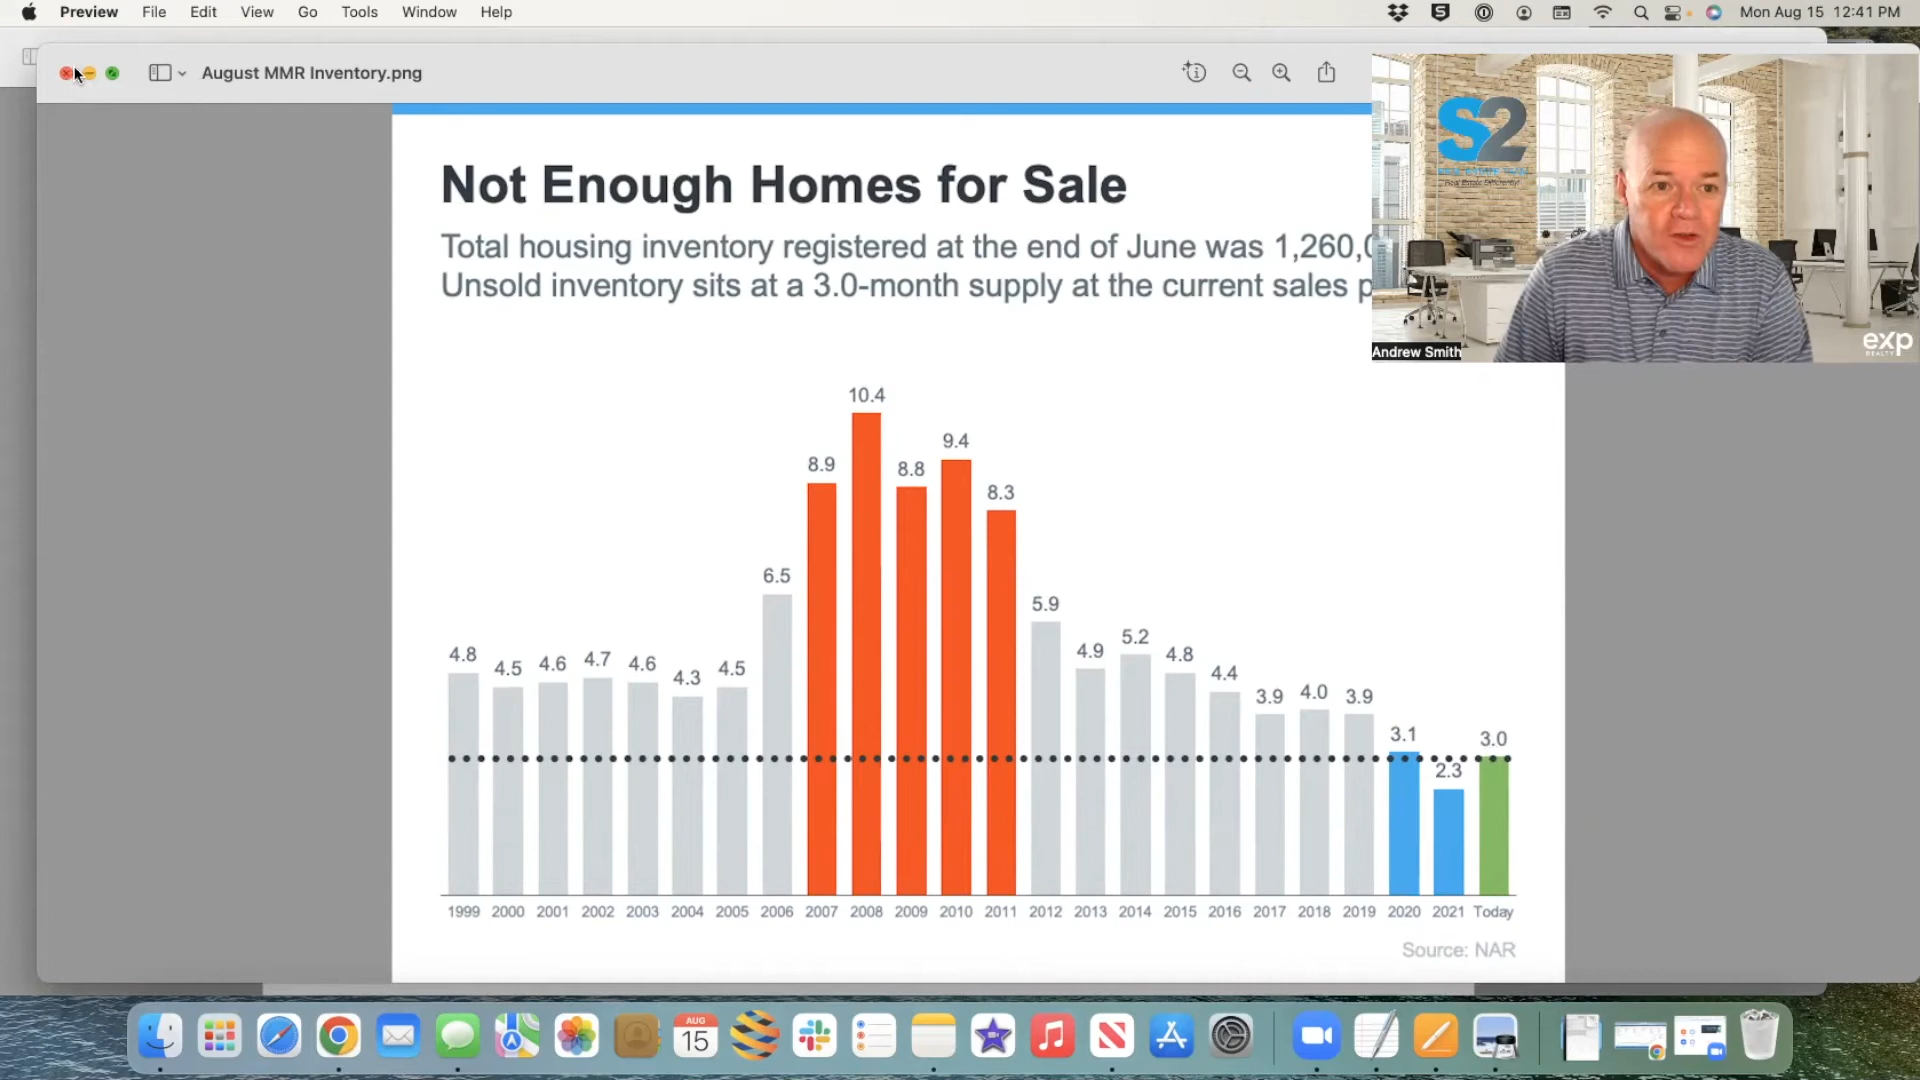 Preview File Edit View Go Tools Window Help
Mon Aug 15 12:41 PM
August MMR Inventory.png
Not Enough Homes for Sale
Total housing inventory registered at the end of June was 1,260,
Unsold inventory sits at a 3.0-month supply at the current sales p
S2
Real Estate Efficiently!
exp
REALTY
Andrew Smith
10.4
9.4
8.9
8.8
8.3
6.5
5.9
5.2
4.8 4.5 4.6 4.7 4.6 4.3 4.5
4.9
4.8
4.4
3.9 4.0 3.9
3.1
3.0
2.3
1999 2000 2001 2002 2003 2004 2005 2006 2007 2008 2009 2010 2011 2012 2013 2014 2015 2016 2017 2018 2019 2020 2021 Today
Source: NAR
AUG
15